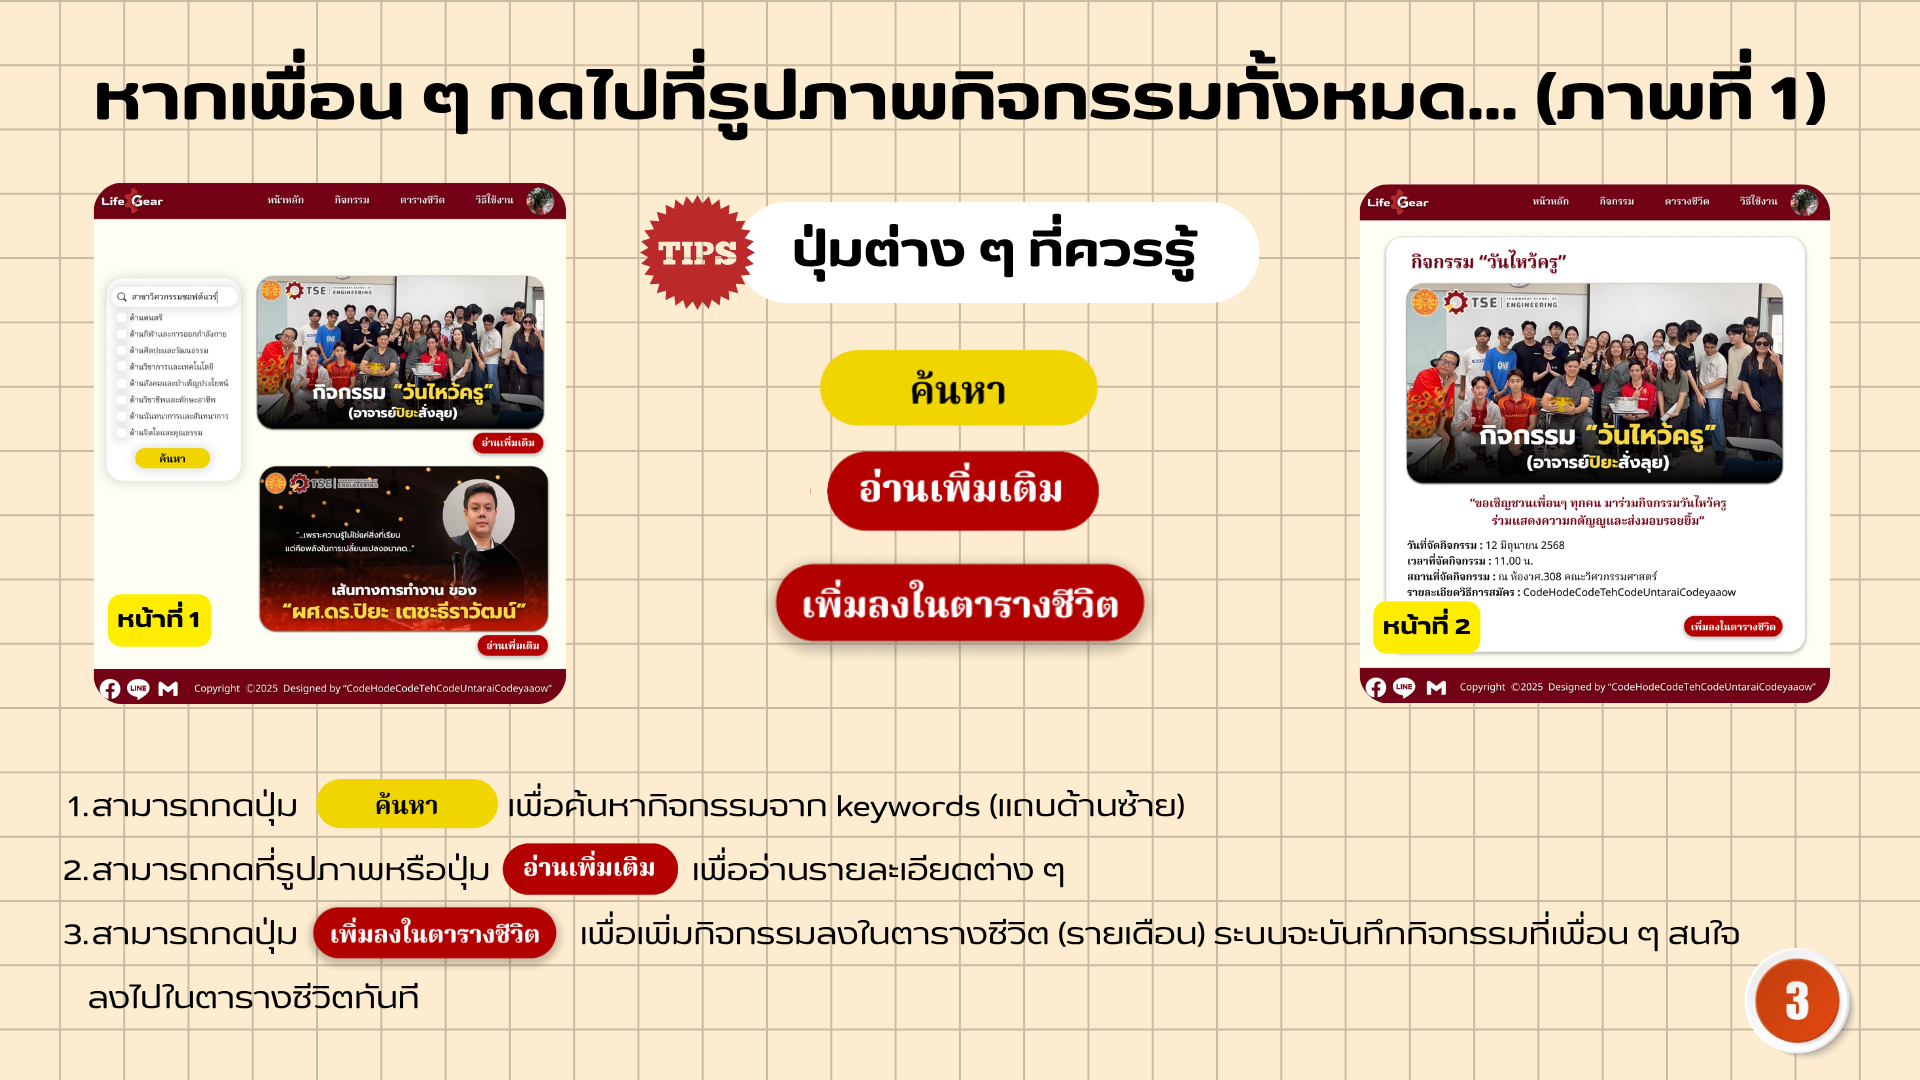 หากเพื่อน ๆ กดไปที่รูปภาพกิจกรรมทั้งหมด... (ภาพที่ 1)
Life Gear
หน้าหลัก
กิจกรรม
ตารางชีวิต
วิธีใช้งาน
สาขาวิศวกรรมซอฟต์แวร์
ด้านดนตรี
ด้านกีฬาและการออกกำลังกาย
ด้านศิลปะและวัฒนธรรม
ด้านวิชาการและเทคโนโลยี
ด้านสังคมและบำเพ็ญประโยชน์
ด้านวิชาชีพและทักษะอาชีพ
ด้านนันทนาการและสันทนาการ
ด้านจิตใจและคุณธรรม
ค้นหา
TSE THAMMASAT SCHOOL OF ENGINEERING
กิจกรรม “วันไหว้ครู”
(อาจารย์ปิยะสั่งลุย)
อ่านเพิ่มเติม
TSE
ENGINEERING
"...เพราะความรู้ไม่ใช่แค่สิ่งที่เรียน
แต่คือพลังในการเปลี่ยนแปลงอนาคต..."
เส้นทางการทำงาน ของ
“ผศ.ดร.ปิยะ เตชะธีราวัฒน์”
อ่านเพิ่มเติม
หน้าที่ 1
LINE
Copyright ©2025 Designed by “CodeHodeCodeTehCodeUntaraiCodeyaaow”
TIPS
ปุ่มต่าง ๆ ที่ควรรู้
ค้นหา
อ่านเพิ่มเติม
เพิ่มลงในตารางชีวิต
Life Gear
หน้าหลัก
กิจกรรม
ตารางชีวิต
วิธีใช้งาน
กิจกรรม “วันไหว้ครู”
TSE THAMMASAT SCHOOL OF ENGINEERING
กิจกรรม “วันไหว้ครู”
(อาจารย์ปิยะสั่งลุย)
“ขอเชิญชวนเพื่อนๆ ทุกคน มาร่วมกิจกรรมวันไหว้ครู
ร่วมแสดงความกตัญญูและส่งมอบรอยยิ้ม”
วันที่จัดกิจกรรม : 12 มิถุนายน 2568
เวลาที่จัดกิจกรรม : 11.00 น.
สถานที่จัดกิจกรรม : ณ ห้องวศ.308 คณะวิศวกรรมศาสตร์
รายละเอียดวิธีการสมัคร : CodeHodeCodeTehCodeUntaraiCodeyaaow
หน้าที่ 2
เพิ่มลงในตารางชีวิต
LINE
Copyright ©2025 Designed by “CodeHodeCodeTehCodeUntaraiCodeyaaow”
1. สามารถกดปุ่ม ค้นหา เพื่อค้นหากิจกรรมจาก keywords (แถบด้านซ้าย)
2. สามารถกดที่รูปภาพหรือปุ่ม อ่านเพิ่มเติม เพื่ออ่านรายละเอียดต่าง ๆ
3. สามารถกดปุ่ม เพิ่มลงในตารางชีวิต เพื่อเพิ่มกิจกรรมลงในตารางชีวิต (รายเดือน) ระบบจะบันทึกกิจกรรมที่เพื่อน ๆ สนใจ
ลงไปในตารางชีวิตทันที
3